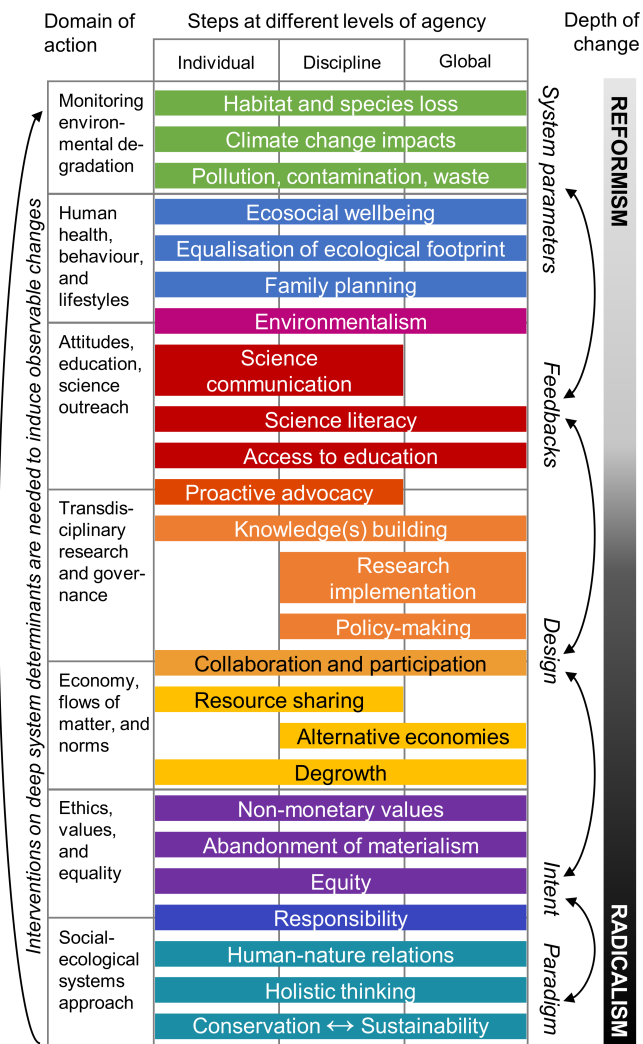 Domain of
action
Steps at different levels of agency
Depth of
change
Individual
Discipline
Global
Monitoring
environ-
mental de-
gradation
Habitat and species loss
Climate change impacts
Pollution, contamination, waste
Human
health,
behaviour,
and
lifestyles
Ecosocial wellbeing
Equalisation of ecological footprint
Family planning
Environmentalism
Attitudes,
education,
science
outreach
Science
communication
Science literacy
Access to education
Proactive advocacy
Transdis-
ciplinary
research
and gover-
nance
Knowledge(s) building
Research
implementation
Policy-making
Collaboration and participation
Economy,
flows of
matter, and
norms
Resource sharing
Alternative economies
Degrowth
Ethics,
values,
and
equality
Non-monetary values
Abandonment of materialism
Equity
Responsibility
Social-
ecological
systems
approach
Human-nature relations
Holistic thinking
Conservation ↔ Sustainability
Interventions on deep system determinants are needed to induce observable changes
System parameters
Feedbacks
Design
Intent
Paradigm
REFORMISM
RADICALISM